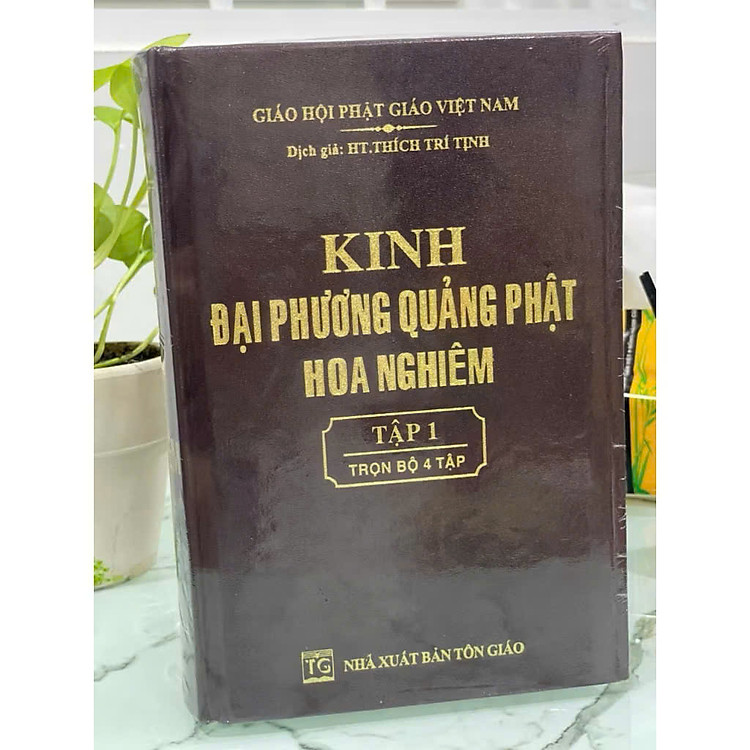 GIÁO HỘI PHẬT GIÁO VIỆT NAM
Dịch giả: HT.THÍCH TRÍ TỊNH
KINH
ĐẠI PHƯƠNG QUẢNG PHẬT
HOA NGHIÊM
TẬP 1
TRỌN BỘ 4 TẬP
TG NHÀ XUẤT BẢN TÔN GIÁO